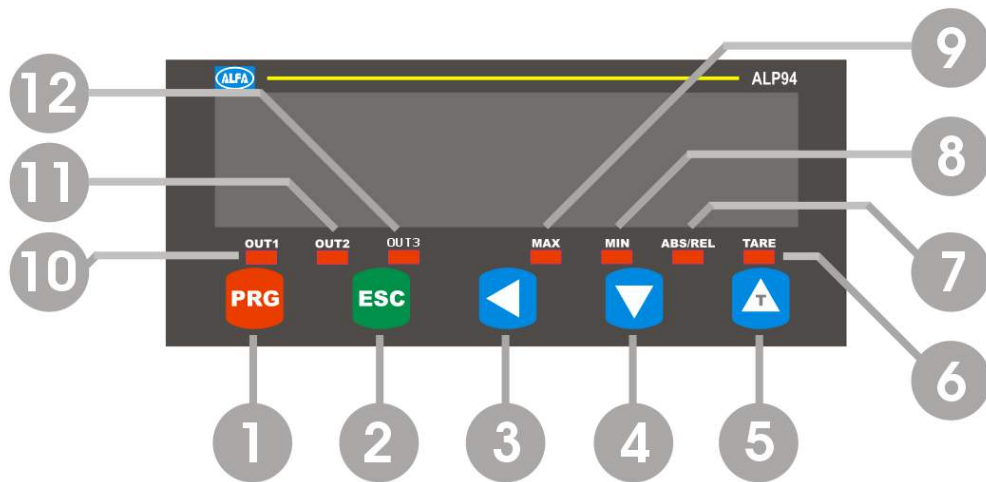 ALFA ALP94
9
12
8
11
OUT1 OUT2 OUT3 MAX MIN ABS/REL TARE
10
7
PRG ESC T
6
1 2 3 4 5